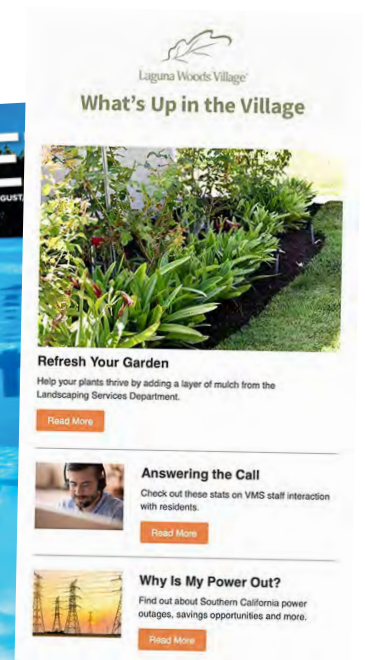 Laguna Woods Village
What's Up in the Village
Refresh Your Garden
Help your plants thrive by adding a layer of mulch from the
Landscaping Services Department.
Read More
Answering the Call
Check out these stats on VMS staff interaction
with residents.
Read More
Why Is My Power Out?
Find out about Southern California power
outages, savings opportunities and more.
Read More